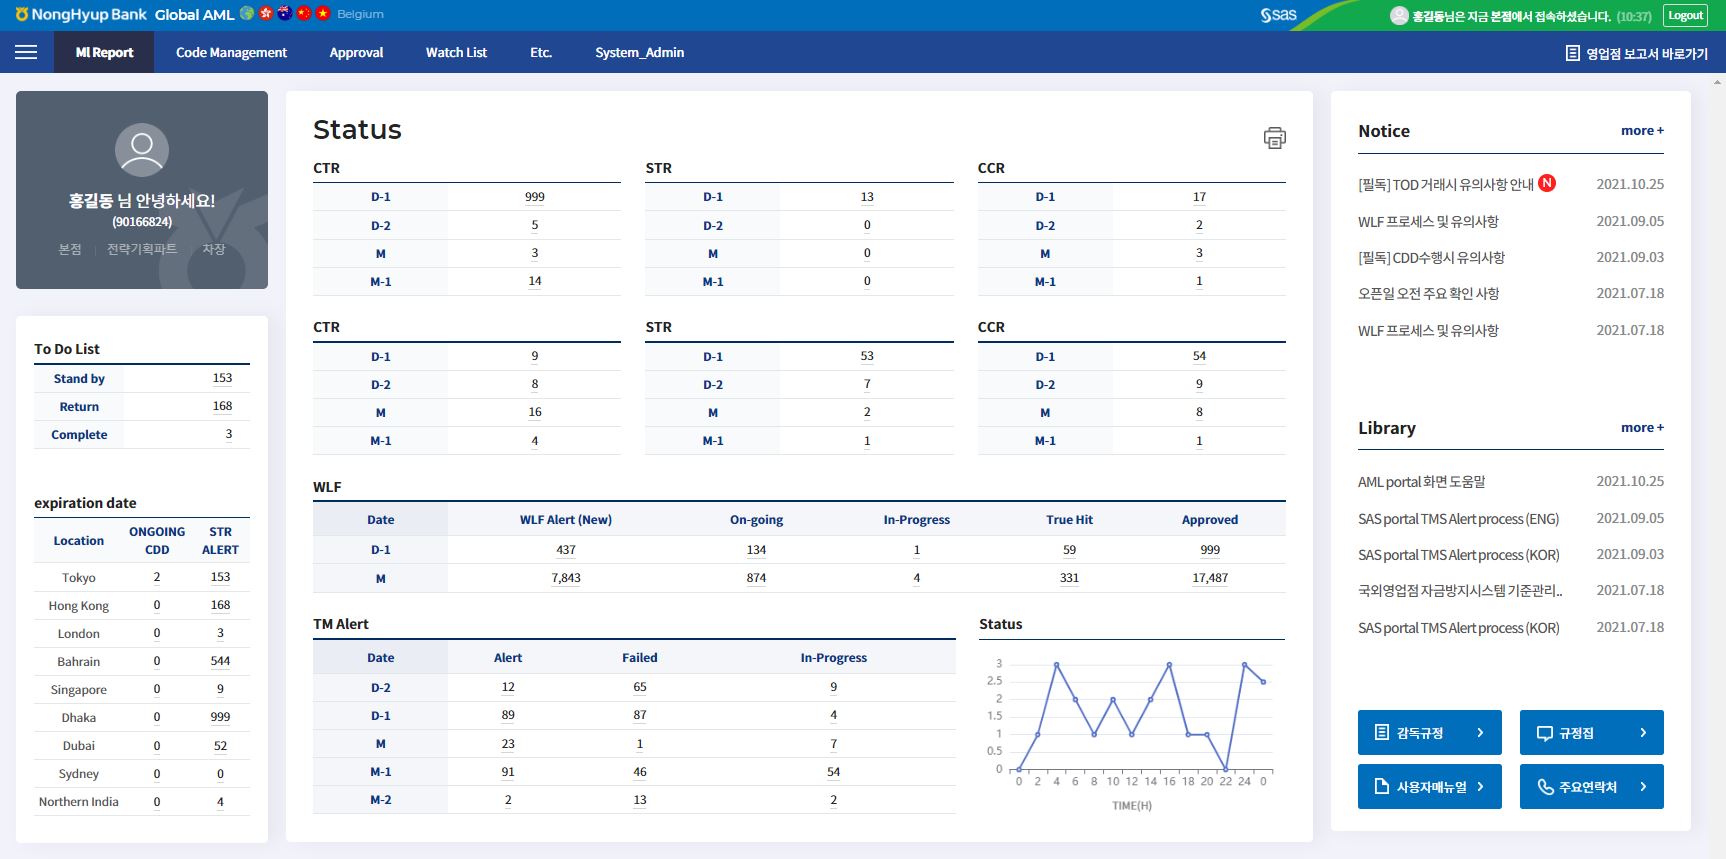 NongHyup Bank Global AML Belgium
sas
홍길동님은 지금 본점에서 접속하셨습니다. (10:37) Logout
MI Report Code Management Approval Watch List Etc. System_Admin
영업점 보고서 바로가기
홍길동 님 안녕하세요!
(90166824)
본점 | 전략기획파트 | 차장
To Do List
Stand by 153
Return 168
Complete 3
expiration date
Location ONGOING CDD STR ALERT
Tokyo 2 153
Hong Kong 0 168
London 0 3
Bahrain 0 544
Singapore 0 9
Dhaka 0 999
Dubai 0 52
Sydney 0 0
Northern India 0 4
Status
CTR STR CCR
D-1 999 D-1 13 D-1 17
D-2 5 D-2 0 D-2 2
M 3 M 0 M 3
M-1 14 M-1 0 M-1 1
CTR STR CCR
D-1 9 D-1 53 D-1 54
D-2 8 D-2 7 D-2 9
M 16 M 2 M 8
M-1 4 M-1 1 M-1 1
WLF
Date WLF Alert (New) On-going In-Progress True Hit Approved
D-1 437 134 1 59 999
M 7,843 874 4 331 17,487
TM Alert
Date Alert Failed In-Progress
D-2 12 65 9
D-1 89 87 4
M 23 1 7
M-1 91 46 54
M-2 2 13 2
Status
3
2.5
2
1.5
1
0.5
0
0 2 4 6 8 10 12 14 16 18 20 22 24 0
TIME(H)
Notice more +
[필독] TOD 거래시 유의사항 안내 N 2021.10.25
WLF 프로세스 및 유의사항 2021.09.05
[필독] CDD수행시 유의사항 2021.09.03
오픈일 오전 주요 확인 사항 2021.07.18
WLF 프로세스 및 유의사항 2021.07.18
Library more +
AML portal 화면 도움말 2021.10.25
SAS portal TMS Alert process (ENG) 2021.09.05
SAS portal TMS Alert process (KOR) 2021.09.03
국외영업점 자금방지시스템 기준관리.. 2021.07.18
SAS portal TMS Alert process (KOR) 2021.07.18
감독규정 규정집
사용자매뉴얼 주요연락처